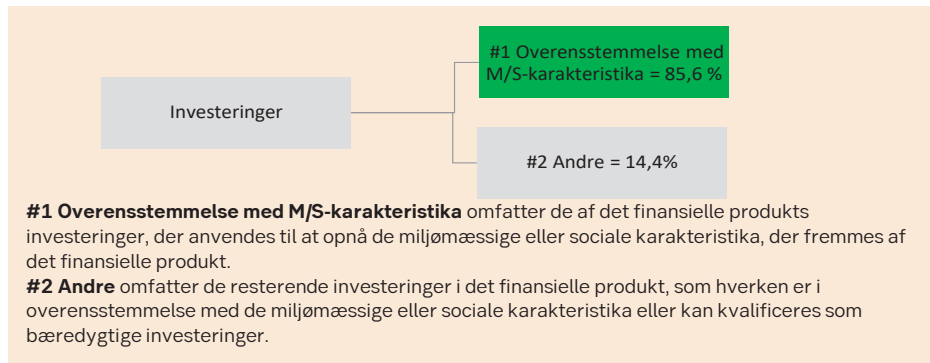 #1 Overensstemmelse med
M/S-karakteristika = 85,6 %
Investeringer
#2 Andre = 14,4%
#1 Overensstemmelse med M/S-karakteristika omfatter de af det finansielle produkts
investeringer, der anvendes til at opnå de miljømæssige eller sociale karakteristika, der fremmes af
det finansielle produkt.
#2 Andre omfatter de resterende investeringer i det finansielle produkt, som hverken er i
overensstemmelse med de miljømæssige eller sociale karakteristika eller kan kvalificeres som
bæredygtige investeringer.